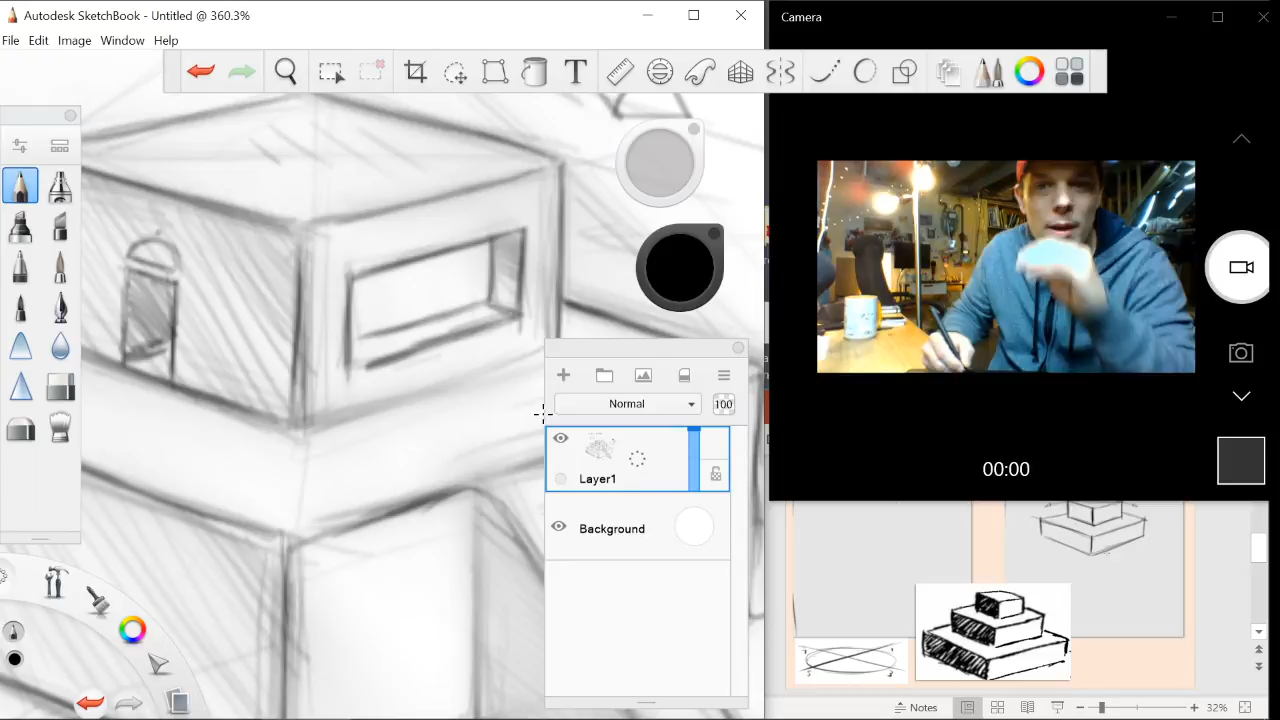 Autodesk SketchBook - Untitled @ 360.3%
File Edit Image Window Help
T
Normal
100
Layer1
Background
Camera
00:00
Notes
32%